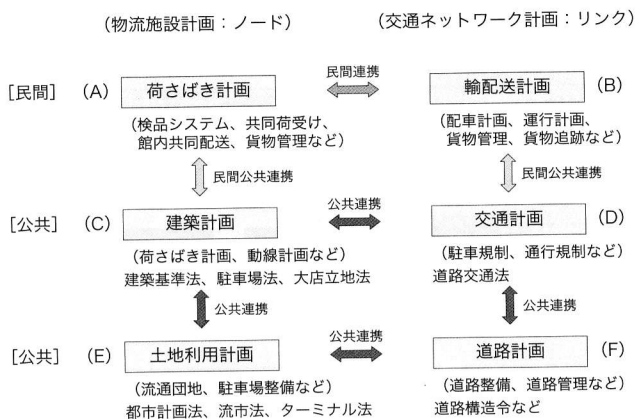 （物流施設計画：ノード） （交通ネットワーク計画：リンク）
［民間］ （A） 荷さばき計画 民間連携 輸配送計画 （B）
（検品システム、共同荷受け、 （配車計画、運行計画、
館内共同配送、貨物管理など） 貨物管理、貨物追跡など）
民間公共連携 民間公共連携
［公共］ （C） 建築計画 公共連携 交通計画 （D）
（荷さばき計画、動線計画など） （駐車規制、通行規制など）
建築基準法、駐車場法、大店立地法 道路交通法
公共連携 公共連携
［公共］ （E） 土地利用計画 公共連携 道路計画 （F）
（流通団地、駐車場整備など） （道路整備、道路管理など）
都市計画法、流市法、ターミナル法 道路構造令など